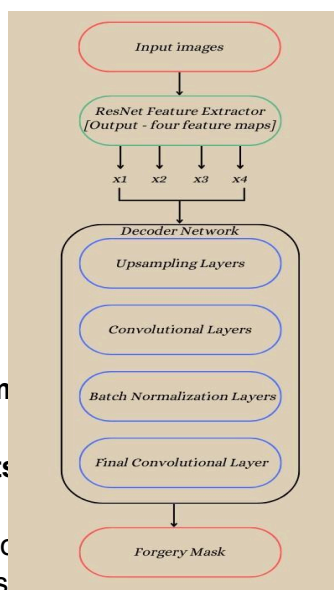 Input images
ResNet Feature Extractor
[Output - four feature maps]
x1 x2 x3 x4
Decoder Network
Upsampling Layers
Convolutional Layers
Batch Normalization Layers
Final Convolutional Layer
Forgery Mask